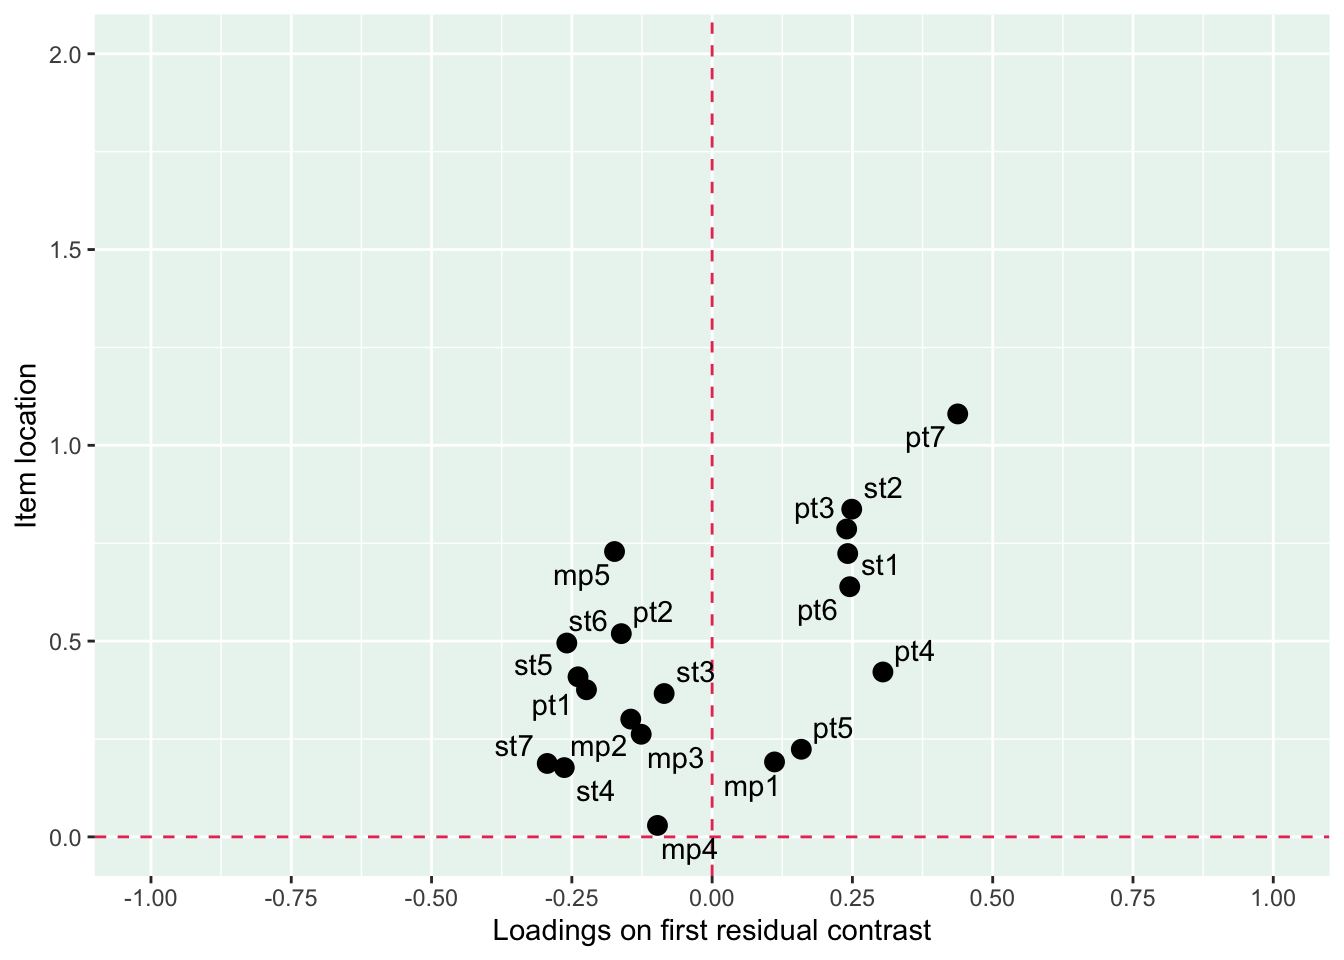 2.0
1.5
1.0
0.5
0.0
Item location
pt7
st2
pt3
st1
mp5
pt6
pt2
st6
pt4
st5
st3
pt1
pt5
st7
mp2
mp3
mp1
st4
mp4
-1.00 -0.75 -0.50 -0.25 0.00 0.25 0.50 0.75 1.00
Loadings on first residual contrast